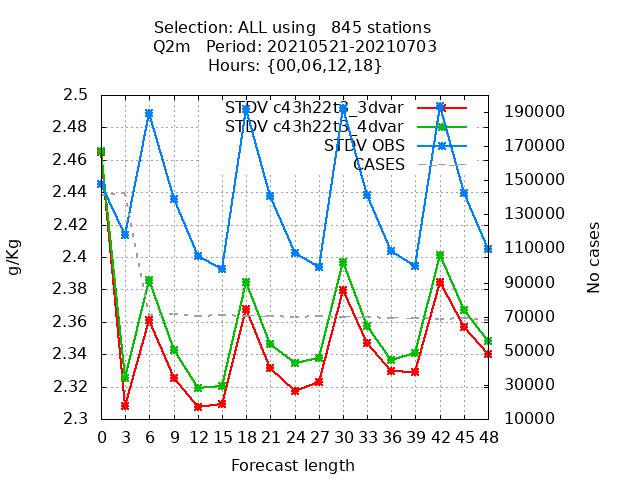 Selection: ALL using   845 stations
Q2m   Period: 20210521-20210703
Hours: {00,06,12,18}
STDV c43h22t3_3dvar
STDV c43h22t3_4dvar
STDV OBS
CASES
g/Kg
2.5
2.48
2.46
2.44
2.42
2.4
2.38
2.36
2.34
2.32
2.3
190000
170000
150000
130000
110000
90000
70000
50000
30000
10000
No cases
0 3 6 9 12 15 18 21 24 27 30 33 36 39 42 45 48
Forecast length